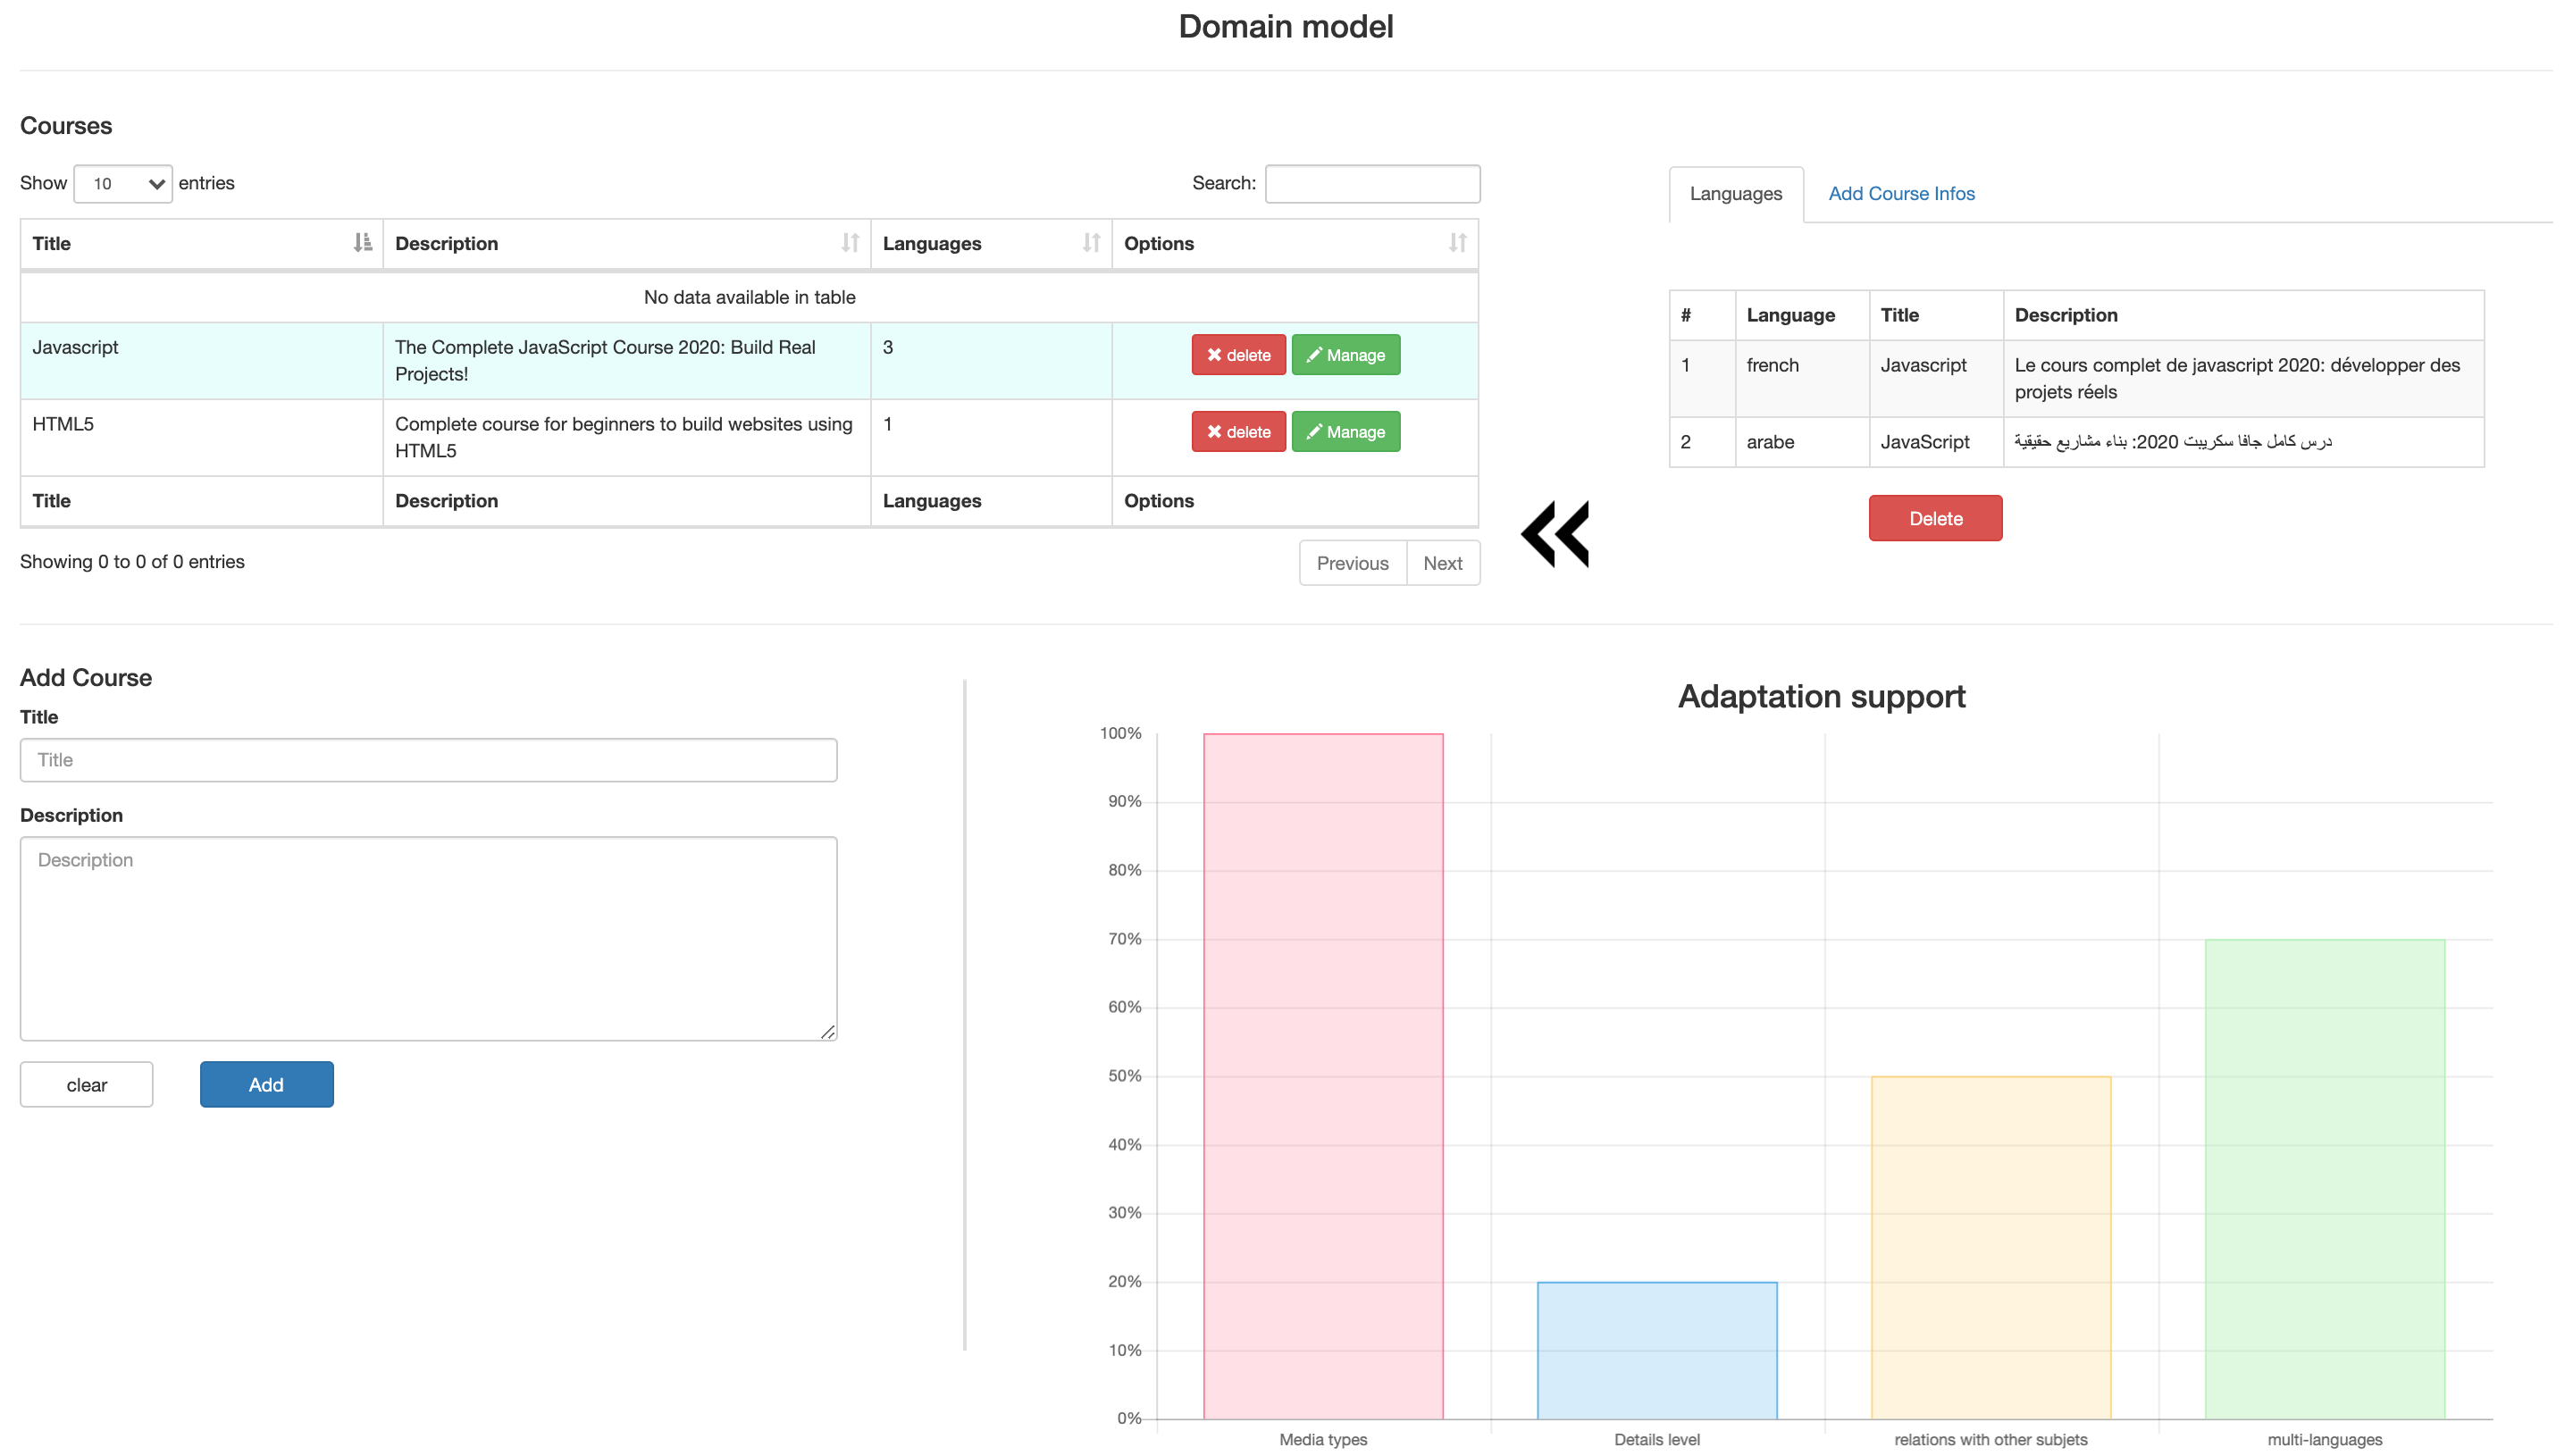 Domain model
Courses
Show 10 entries
Search:
Title Description Languages Options
No data available in table
Javascript The Complete JavaScript Course 2020: Build Real 3 delete Manage
Projects!
HTML5 Complete course for beginners to build websites using 1 delete Manage
HTML5
Title Description Languages Options
Showing 0 to 0 of 0 entries
Previous Next
Languages Add Course Infos
# Language Title Description
1 french Javascript Le cours complet de javascript 2020: développer des
projets réels
2 arabe JavaScript درس كامل جافا سكريبت 2020: بناء مشاريع حقيقية
Delete
Add Course
Title
Title
Description
Description
clear Add
Adaptation support
100%
90%
80%
70%
60%
50%
40%
30%
20%
10%
0%
Media types Details level relations with other subjets multi-languages